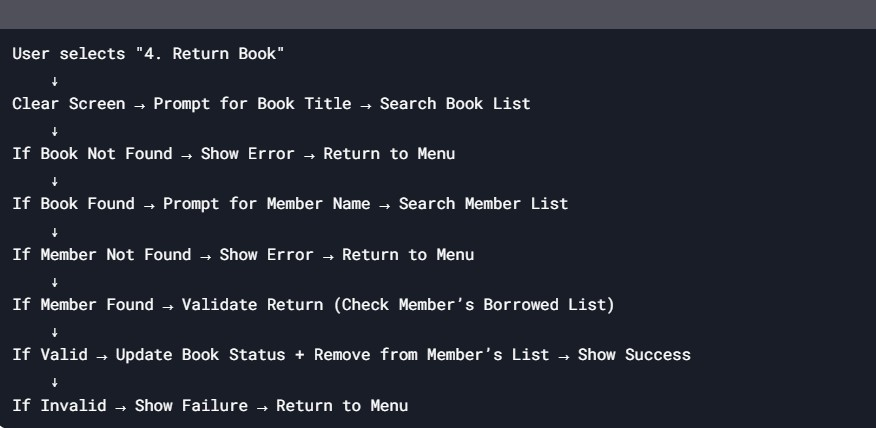 User selects "4. Return Book"
↓
Clear Screen → Prompt for Book Title → Search Book List
↓
If Book Not Found → Show Error → Return to Menu
↓
If Book Found → Prompt for Member Name → Search Member List
↓
If Member Not Found → Show Error → Return to Menu
↓
If Member Found → Validate Return (Check Member's Borrowed List)
↓
If Valid → Update Book Status + Remove from Member's List → Show Success
↓
If Invalid → Show Failure → Return to Menu